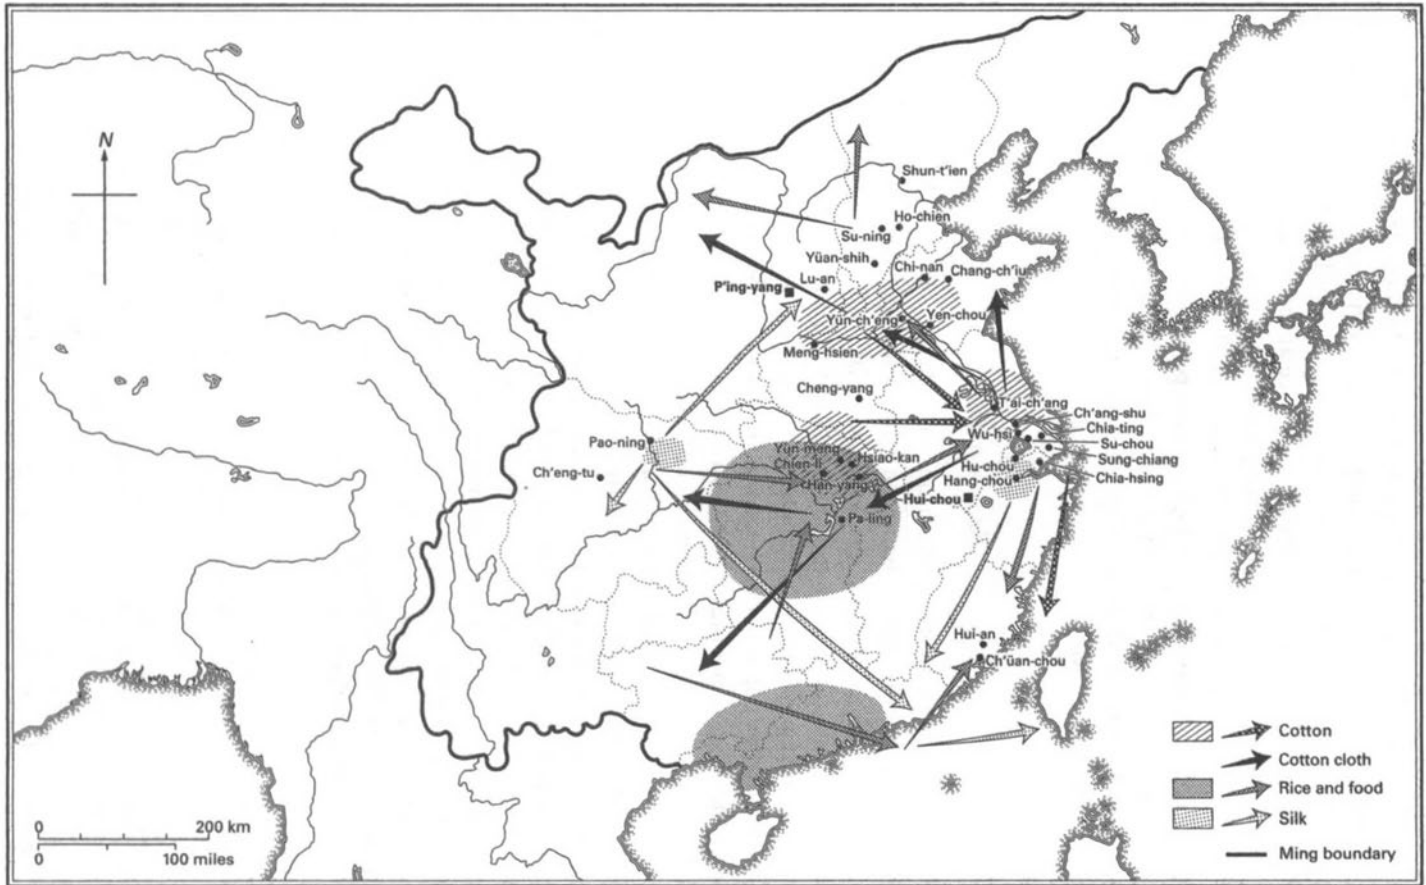 N
Shun-t'ien
Ho-chien
Su-ning
Yüan-shih
Chi-nan
Chang-ch'iu
Lu-an
P'ing-yang
Yün-ch'eng
Yen-chou
Meng-hsien
Cheng-yang
T'ai-ch'ang
Ch'ang-shu
Chia-ting
Wu-hsi
Su-chou
Pao-ning
Yün-meng
Hsiao-kan
Sung-chiang
Ch'eng-tu
Chien-li
Hu-chou
Han-yang
Hang-chou
Chia-hsing
Hui-chou
Pa-ling
Hui-an
Ch'üan-chou
Cotton
Cotton cloth
Rice and food
Silk
Ming boundary
0 200 km
0 100 miles